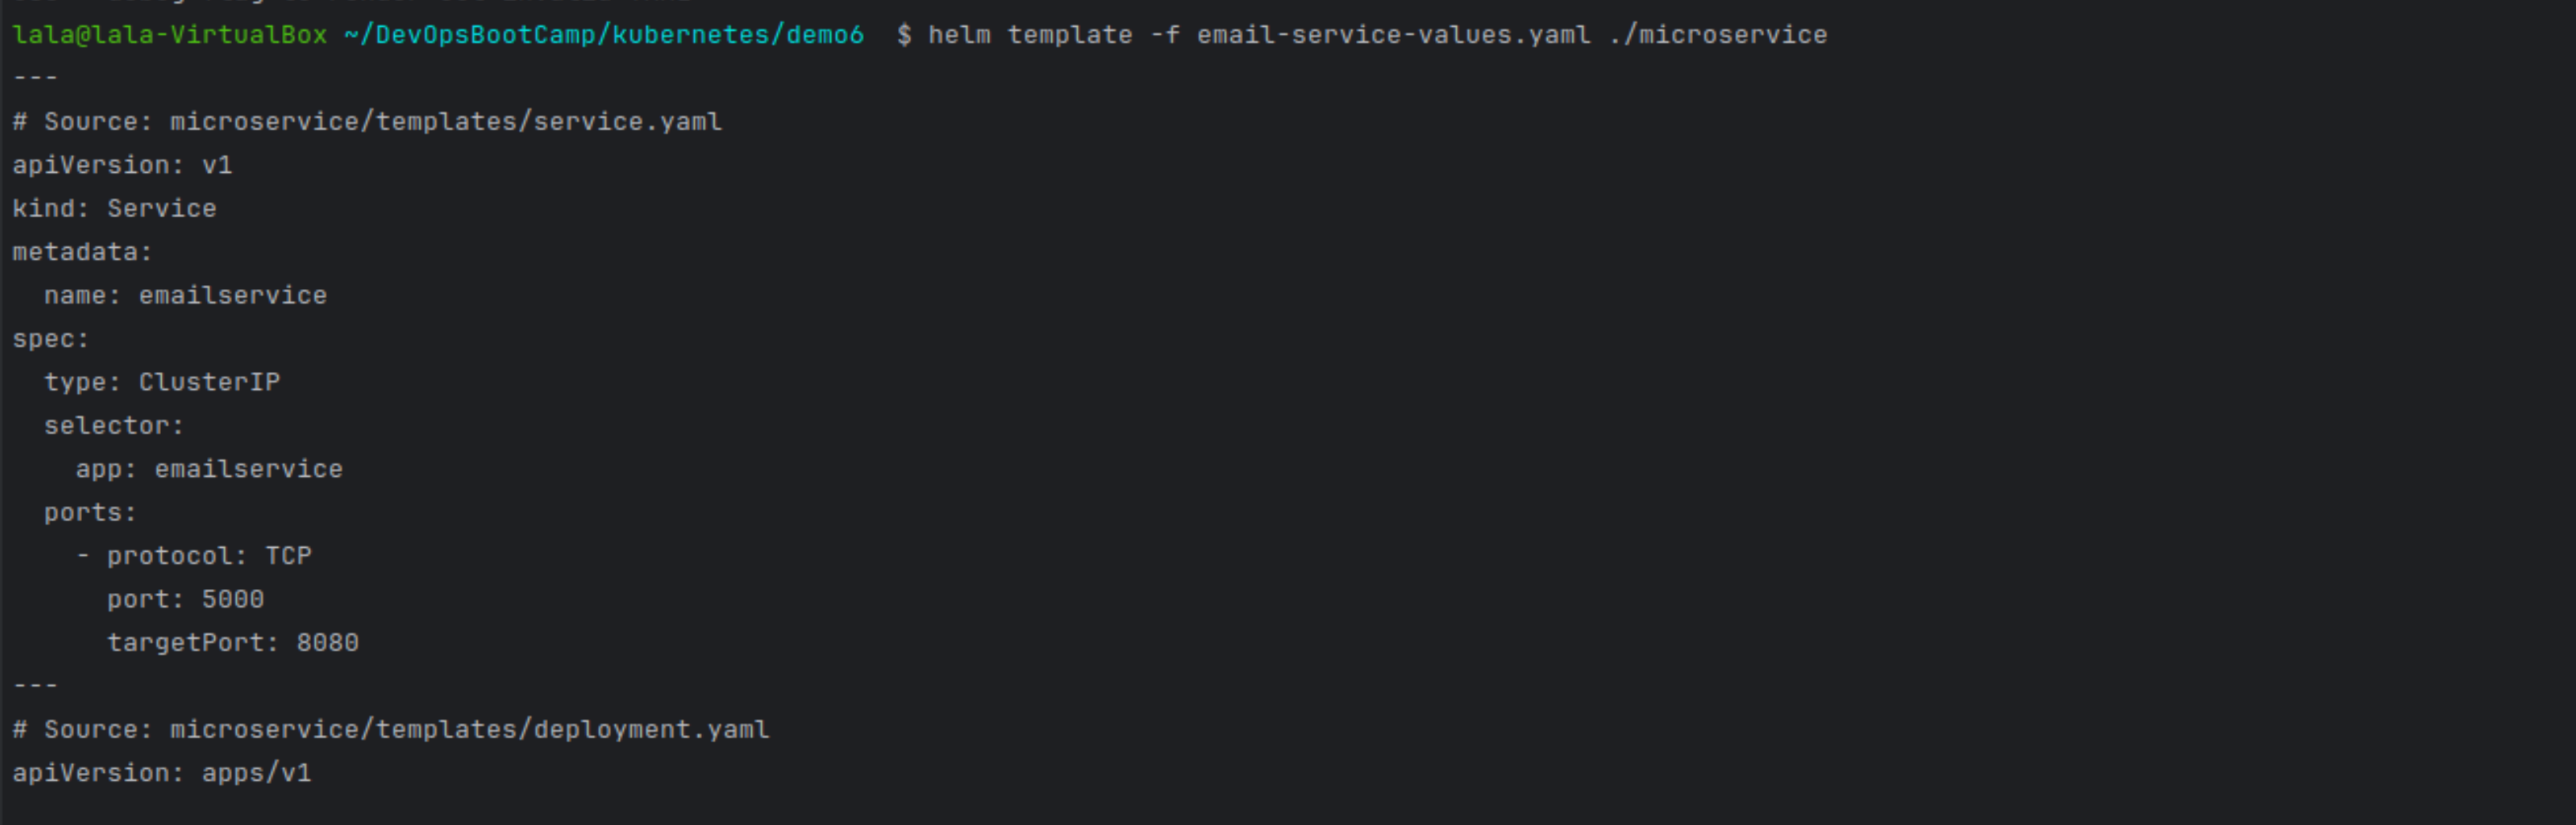 lala@lala-VirtualBox ~/DevOpsBootCamp/kubernetes/demo6  $ helm template -f email-service-values.yaml ./microservice
---
# Source: microservice/templates/service.yaml
apiVersion: v1
kind: Service
metadata:
  name: emailservice
spec:
  type: ClusterIP
  selector:
    app: emailservice
  ports:
    - protocol: TCP
      port: 5000
      targetPort: 8080
---
# Source: microservice/templates/deployment.yaml
apiVersion: apps/v1